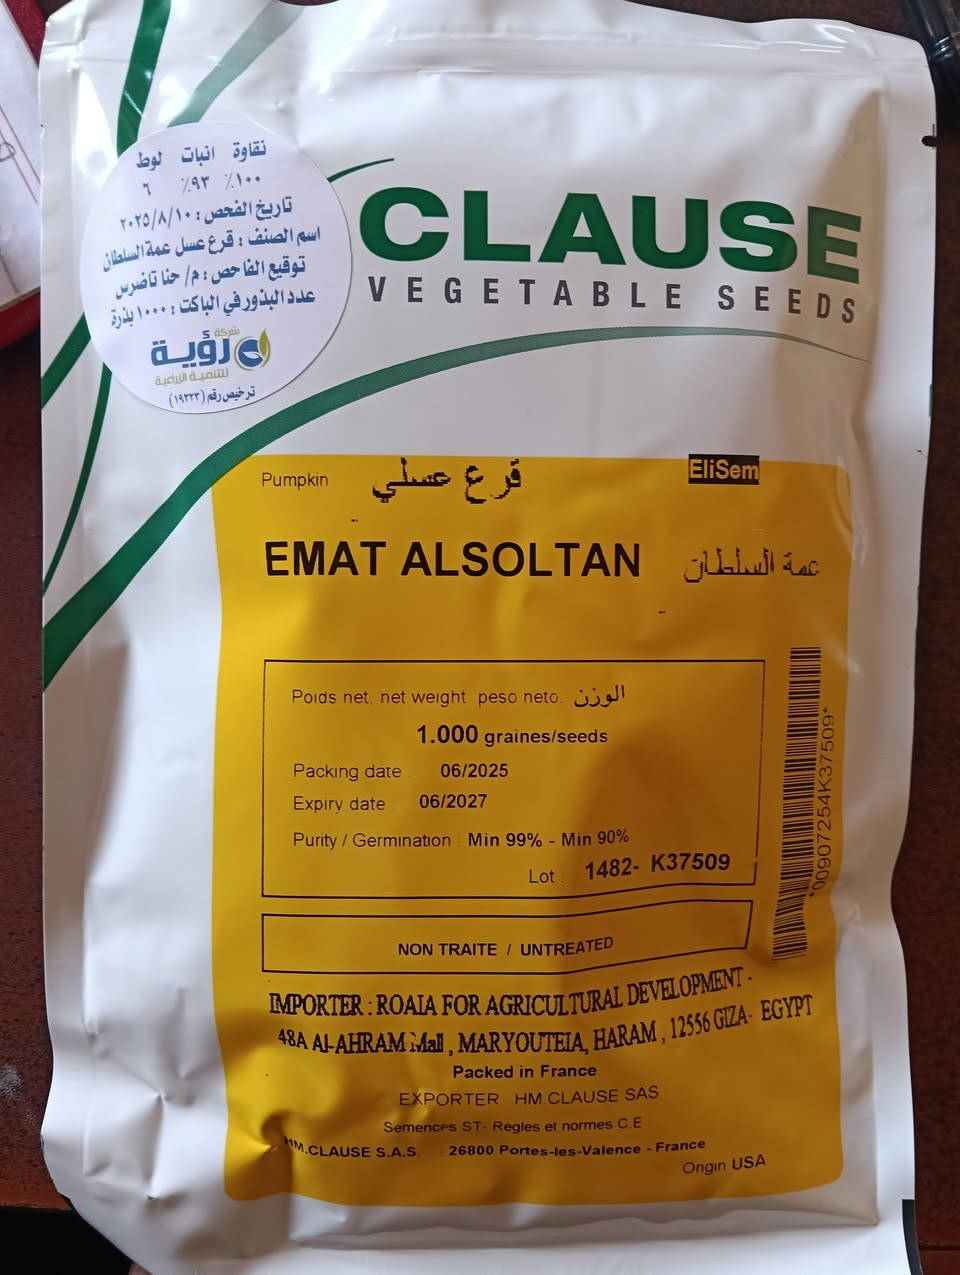 نقاوة انبات لوط
١٠٠٪ ٩٣٪ ٦
تاريخ الفحص : ٢٠٢٥/٨/١٠
اسم الصنف : قرع عسل عمة السلطان
توقيع الفاحص : م/ حنا تاضرس
عدد البذور في الباكت : ١٠٠٠ بذرة
شركة
رؤية
للتنمية الزراعية
ترخيص رقم (١٩٣٢٣)
CLAUSE
VEGETABLE SEEDS
Pumpkin قرع عسلي EliSem
EMAT ALSOLTAN عمة السلطان
Poids net, net weight, peso neto, الوزن
1.000 graines/seeds
Packing date 06/2025
Expiry date : 06/2027
Purity / Germination : Min 99% - Min 90%
Lot : 1482- K37509
*00907254K37509*
NON TRAITE / UNTREATED
IMPORTER : ROAIA FOR AGRICULTURAL DEVELOPMENT -
48A Al-AHRAM Mall , MARYOUTEIA, HARAM , 12556 GIZA- EGYPT
Packed in France
EXPORTER HM.CLAUSE SAS
Semences ST- Règles et normes C.E
HM.CLAUSE S.A.S. - 26800 Portes-les-Valence - France
Origin USA